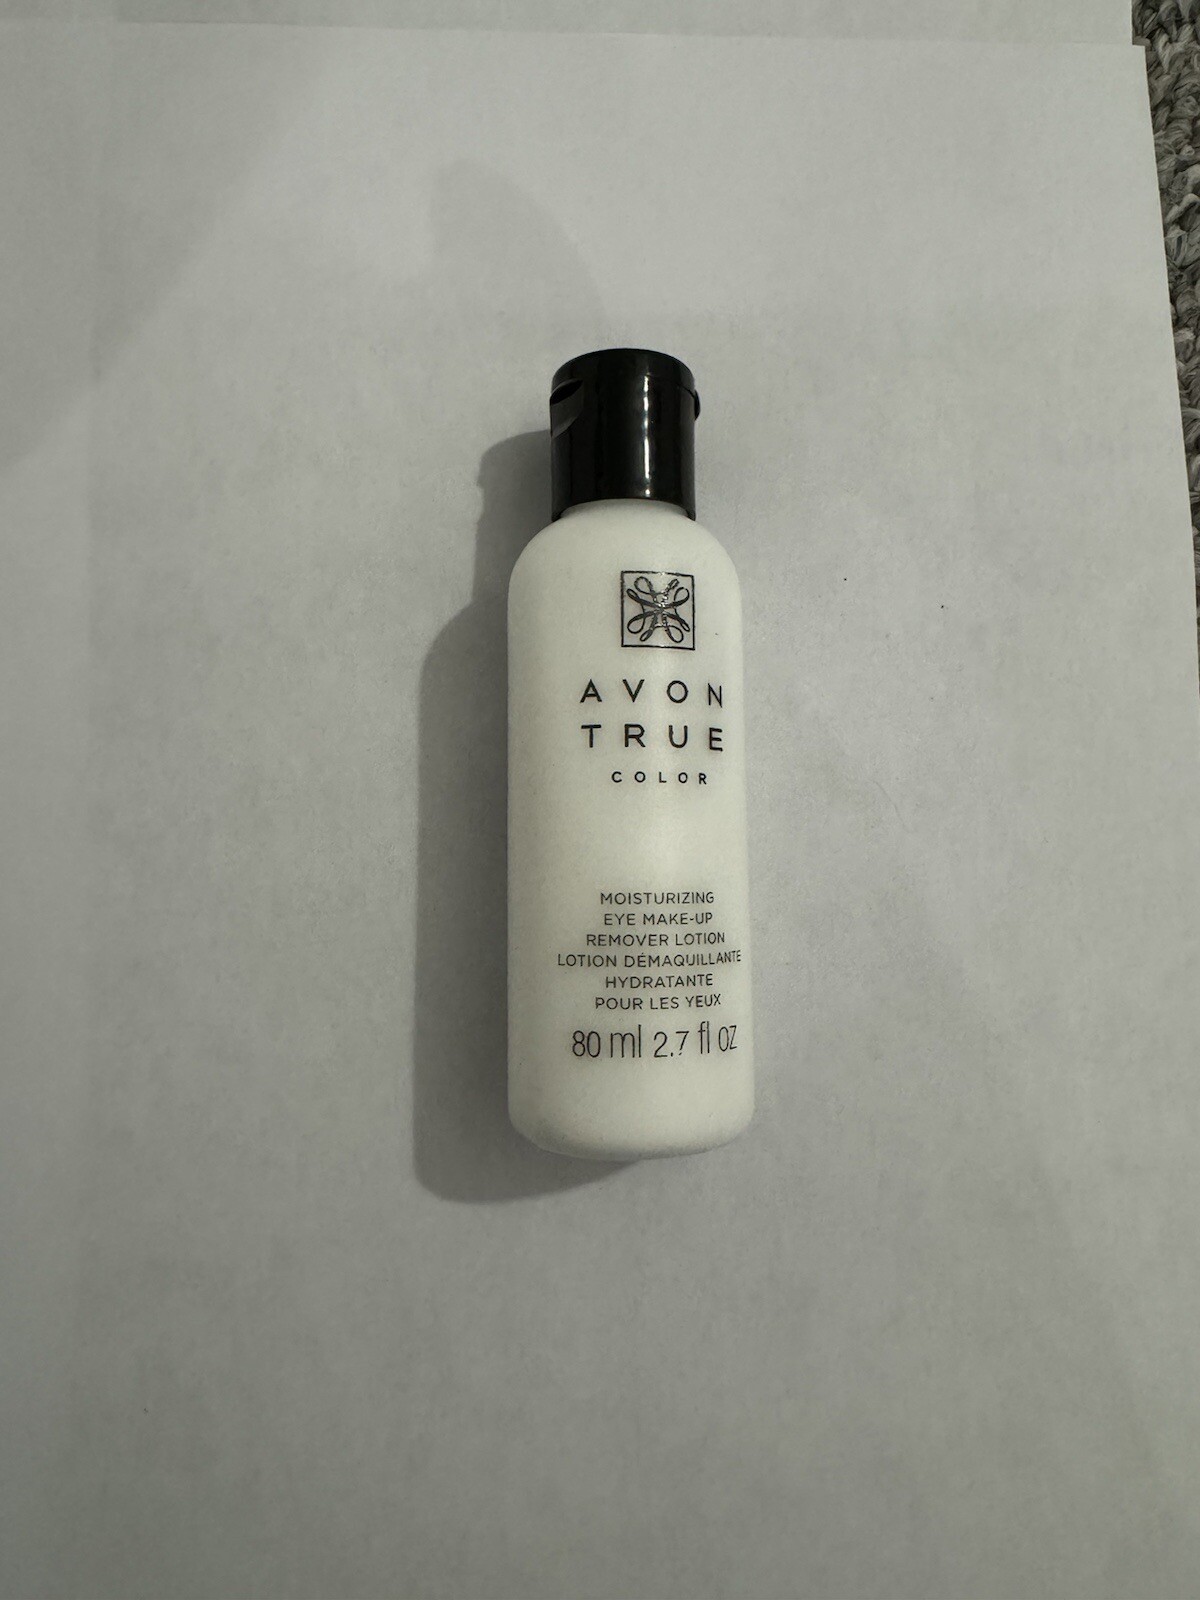 AVON
TRUE
COLOR
MOISTURIZING
EYE MAKE-UP
REMOVER LOTION
LOTION DÉMAQUILLANTE
HYDRATANTE
POUR LES YEUX
80 ml 2.7 fl oz